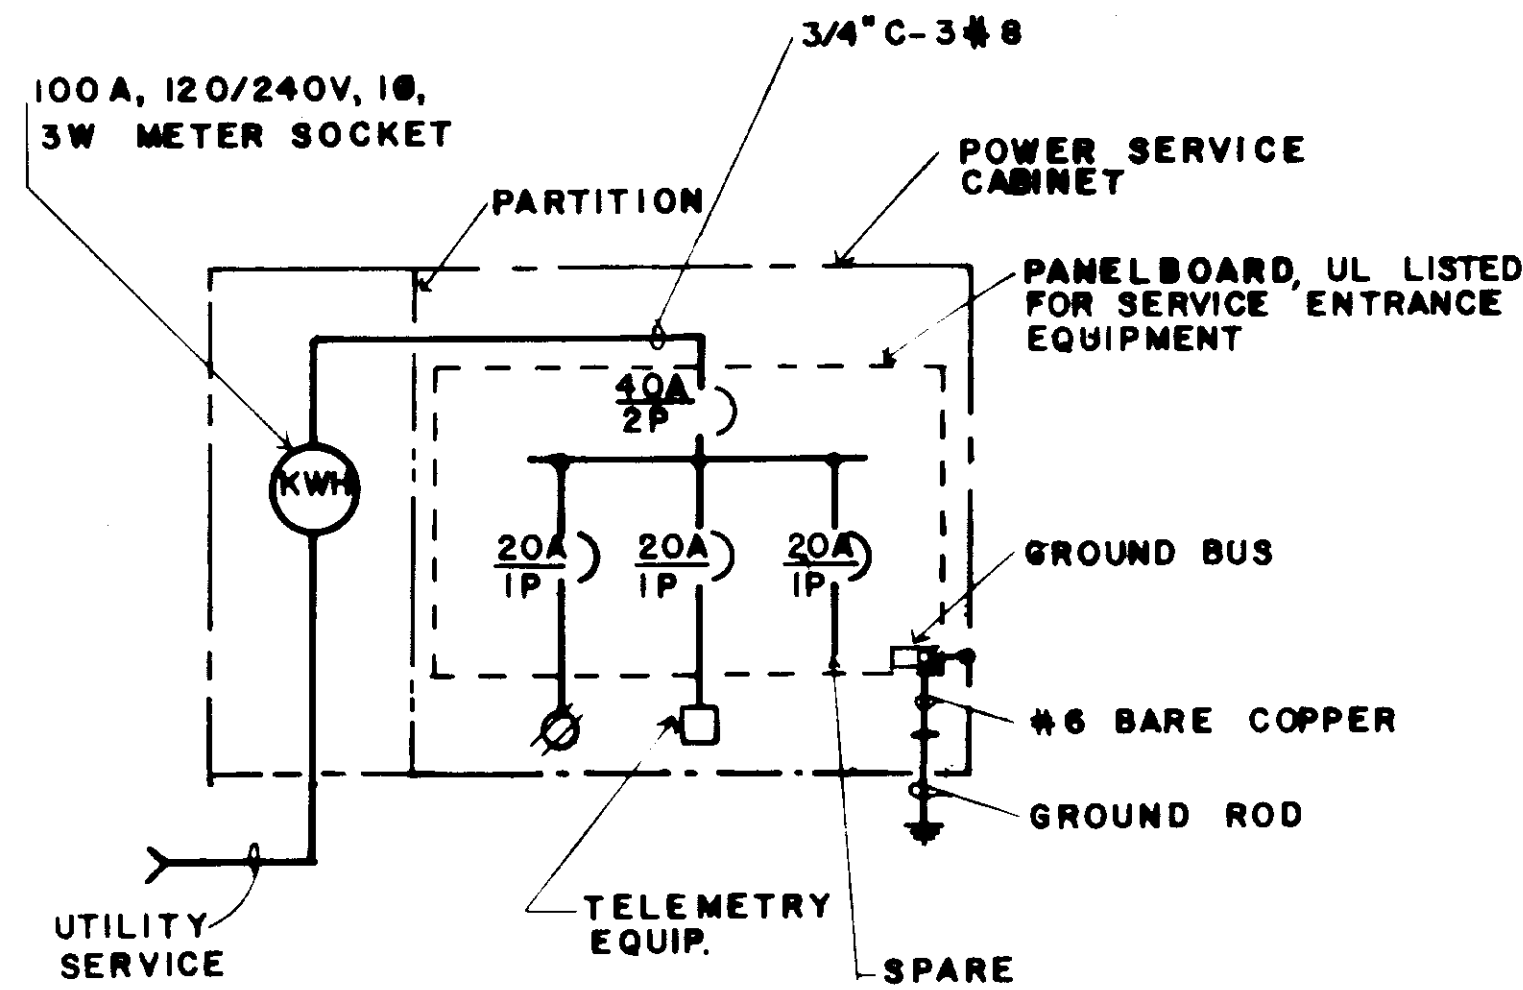 3/4" C-3#8
100A, 120/240V, 1Ø,
3W METER SOCKET
POWER SERVICE
CABINET
PARTITION
PANELBOARD, UL LISTED
FOR SERVICE ENTRANCE
EQUIPMENT
40A
2P
KWH
20A
1P
20A
1P
20A
1P
GROUND BUS
#6 BARE COPPER
GROUND ROD
TELEMETRY
EQUIP.
UTILITY
SERVICE
SPARE